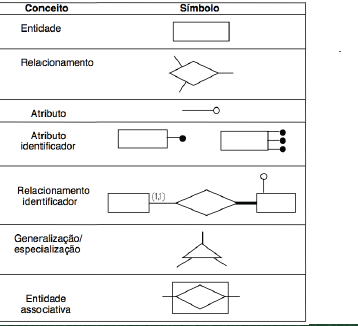 Conceito Símbolo
Entidade
Relacionamento
Atributo
Atributo
identificador
Relacionamento
identificador
(1,1)
Generalização/
especialização
Entidade
associativa